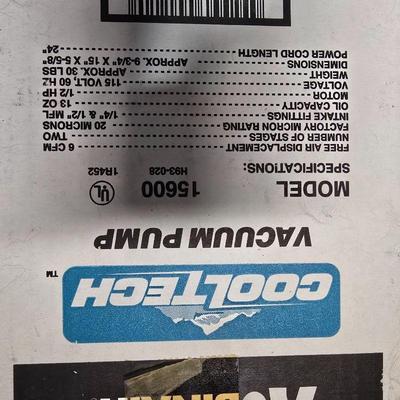 COOLTECH™
VACUUM PUMP
MODEL 15600 UL
SPECIFICATIONS: H93-028 1R452
FREE AIR DISPLACEMENT ---------- 6 CFM
NUMBER OF STAGES ---------- TWO
FACTORY MICRON RATING ---------- 20 MICRONS
INTAKE FITTINGS ---------- 1/4" & 1/2" MFL
OIL CAPACITY ---------- 13 OZ
MOTOR ---------- 1/2 HP
VOLTAGE ---------- 115 VOLT, 60 HZ
WEIGHT ---------- APPROX. 30 LBS
DIMENSIONS ---------- APPROX. 9-3/4" X 15" X 5-5/8"
POWER CORD LENGTH ---------- 24"